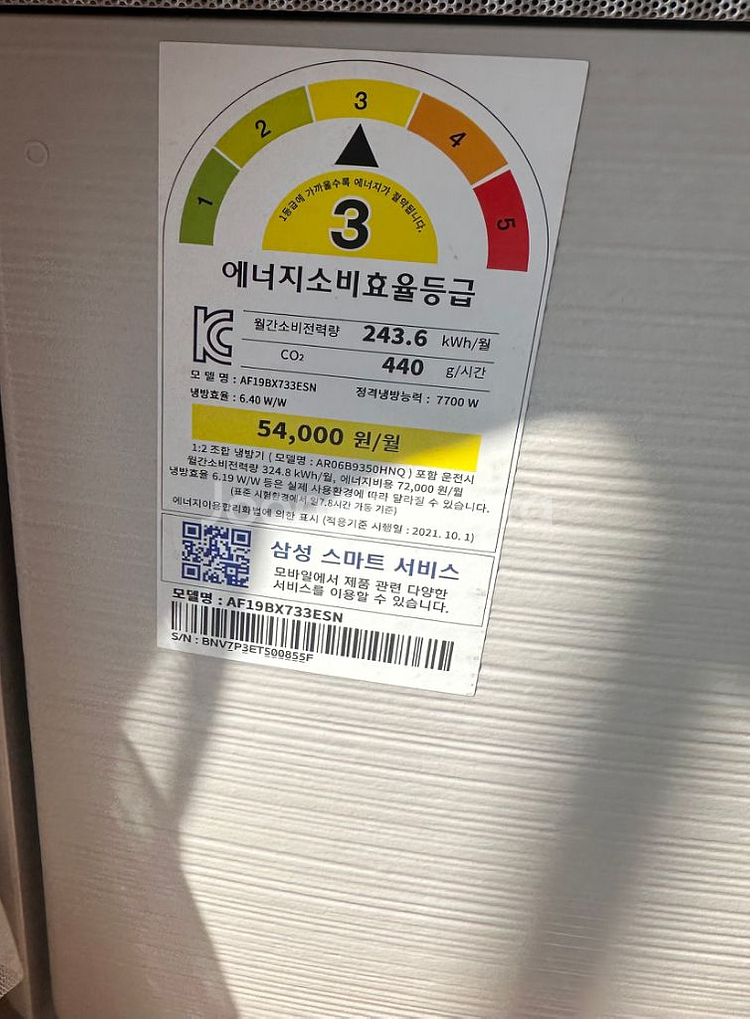 1
2
3
4
5
1등급에 가까울수록 에너지가 절약됩니다.
3
에너지소비효율등급
월간소비전력량 243.6 kWh/월
CO₂ 440 g/시간
모 델 명 : AF19BX733ESN
정격냉방능력 : 7700 W
냉방효율 : 6.40 W/W
54,000 원/월
1:2 조합 냉방기 ( 모델명 : AR06B9350HNQ ) 포함 운전시
월간소비전력량 324.8 kWh/월, 에너지비용 72,000 원/월
냉방효율 6.19 W/W 등은 실제 사용환경에 따라 달라질 수 있습니다.
(표준 시험환경에서, 일7.8시간 가동 기준)
에너지이용합리화법에 의한 표시 (적용기준 시행일 : 2021. 10. 1)
삼성 스마트 서비스
모바일에서 제품 관련 다양한
서비스를 이용할 수 있습니다.
모델명 : AF19BX733ESN
S/N : BNV7P3ET500855F